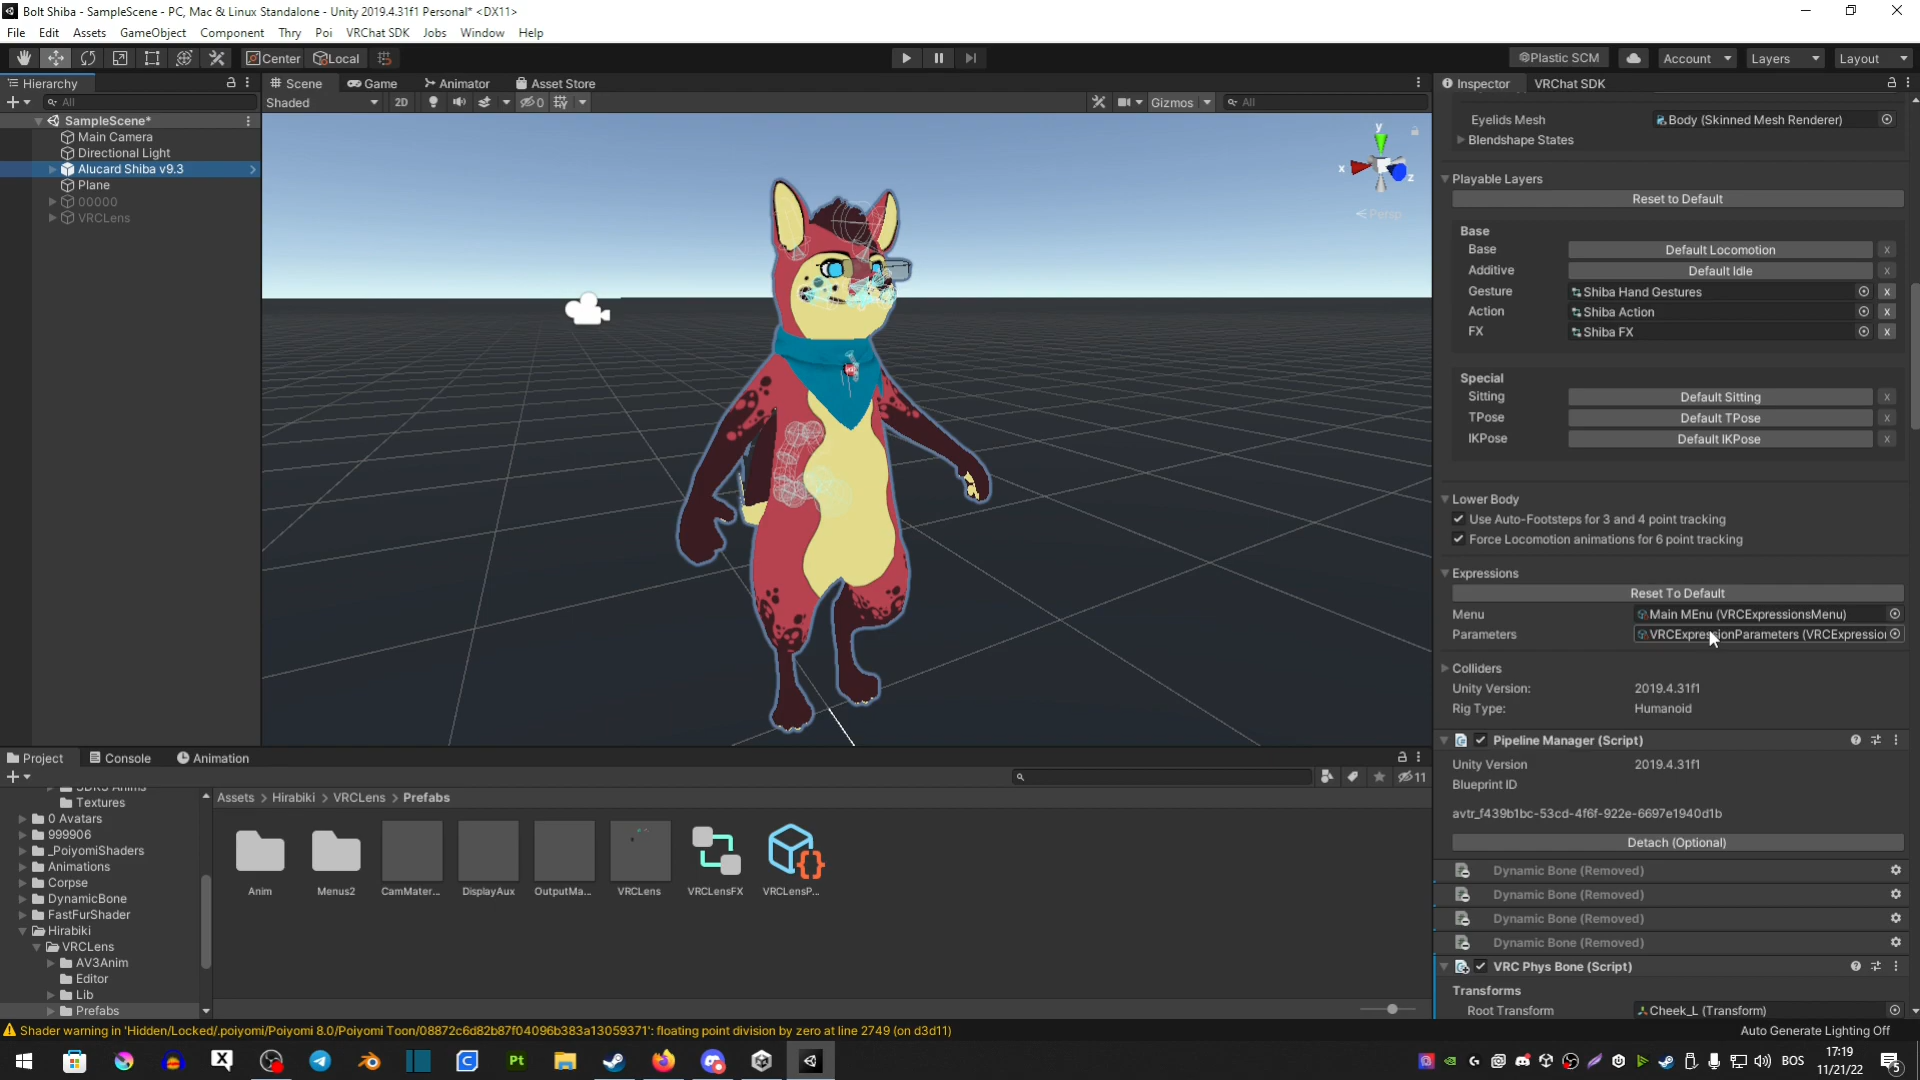 Bolt Shiba - SampleScene - PC, Mac & Linux Standalone - Unity 2019.4.31f1 Personal* <DX11>
File Edit Assets GameObject Component Thry Poi VRChat SDK Jobs Window Help
Center Local
Plastic SCM Account Layers Layout
Hierarchy
All
SampleScene*
Main Camera
Directional Light
Alucard Shiba v9.3
Plane
00000
VRCLens
Scene Game Animator Asset Store
Shaded 2D 0 Gizmos All
y
x
z
Persp
Inspector VRChat SDK
Eyelids Mesh Body (Skinned Mesh Renderer)
Blendshape States
Playable Layers
Reset to Default
Base
Base Default Locomotion x
Additive Default Idle x
Gesture Shiba Hand Gestures x
Action Shiba Action x
FX Shiba FX x
Special
Sitting Default Sitting x
TPose Default TPose x
IKPose Default IKPose x
Lower Body
Use Auto-Footsteps for 3 and 4 point tracking
Force Locomotion animations for 6 point tracking
Expressions
Reset To Default
Menu Main MEnu (VRCExpressionsMenu)
Parameters VRCExpressionParameters (VRCExpression
Colliders
Unity Version: 2019.4.31f1
Rig Type: Humanoid
Pipeline Manager (Script)
Unity Version 2019.4.31f1
Blueprint ID
avtr_f439b1bc-53cd-4f6f-922e-6697e1940d1b
Detach (Optional)
Dynamic Bone (Removed)
Dynamic Bone (Removed)
Dynamic Bone (Removed)
Dynamic Bone (Removed)
VRC Phys Bone (Script)
Transforms
Root Transform Cheek_L (Transform)
Project Console Animation
11
Textures
0 Avatars
999906
_PoiyomiShaders
Animations
Corpse
DynamicBone
FastFurShader
Hirabiki
VRCLens
AV3Anim
Editor
Lib
Prefabs
Assets > Hirabiki > VRCLens > Prefabs
Anim Menus2 CamMater... DisplayAux OutputMa... VRCLens VRCLensFX VRCLensP...
Shader warning in 'Hidden/Locked/.poiyomi/Poiyomi 8.0/Poiyomi Toon/08872c6d82b87f04096b383a13059371': floating point division by zero at line 2749 (on d3d11)
Auto Generate Lighting Off
Pt
BOS
17:19
11/21/22
5